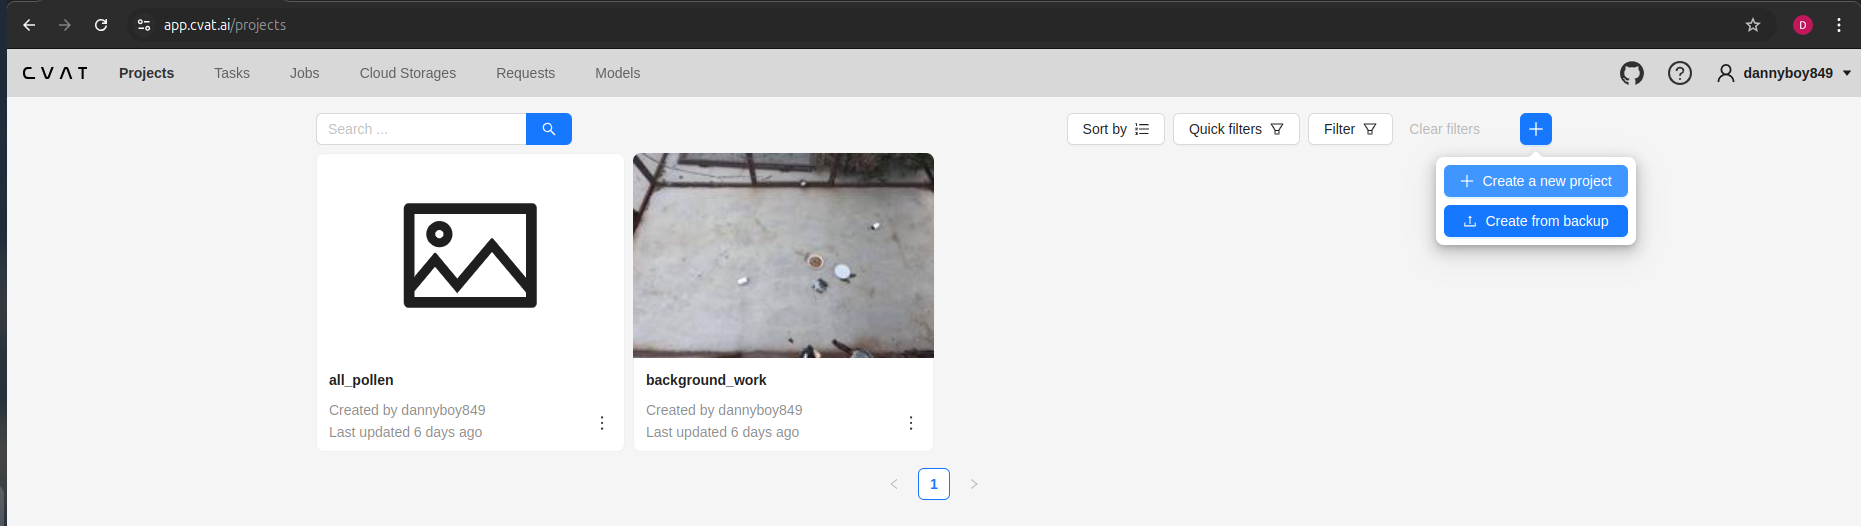 app.cvat.ai/projects
D
CVAT Projects Tasks Jobs Cloud Storages Requests Models dannyboy849
Search ... Sort by Quick filters Filter Clear filters
Create a new project
Create from backup
all_pollen
Created by dannyboy849
Last updated 6 days ago
background_work
Created by dannyboy849
Last updated 6 days ago
1